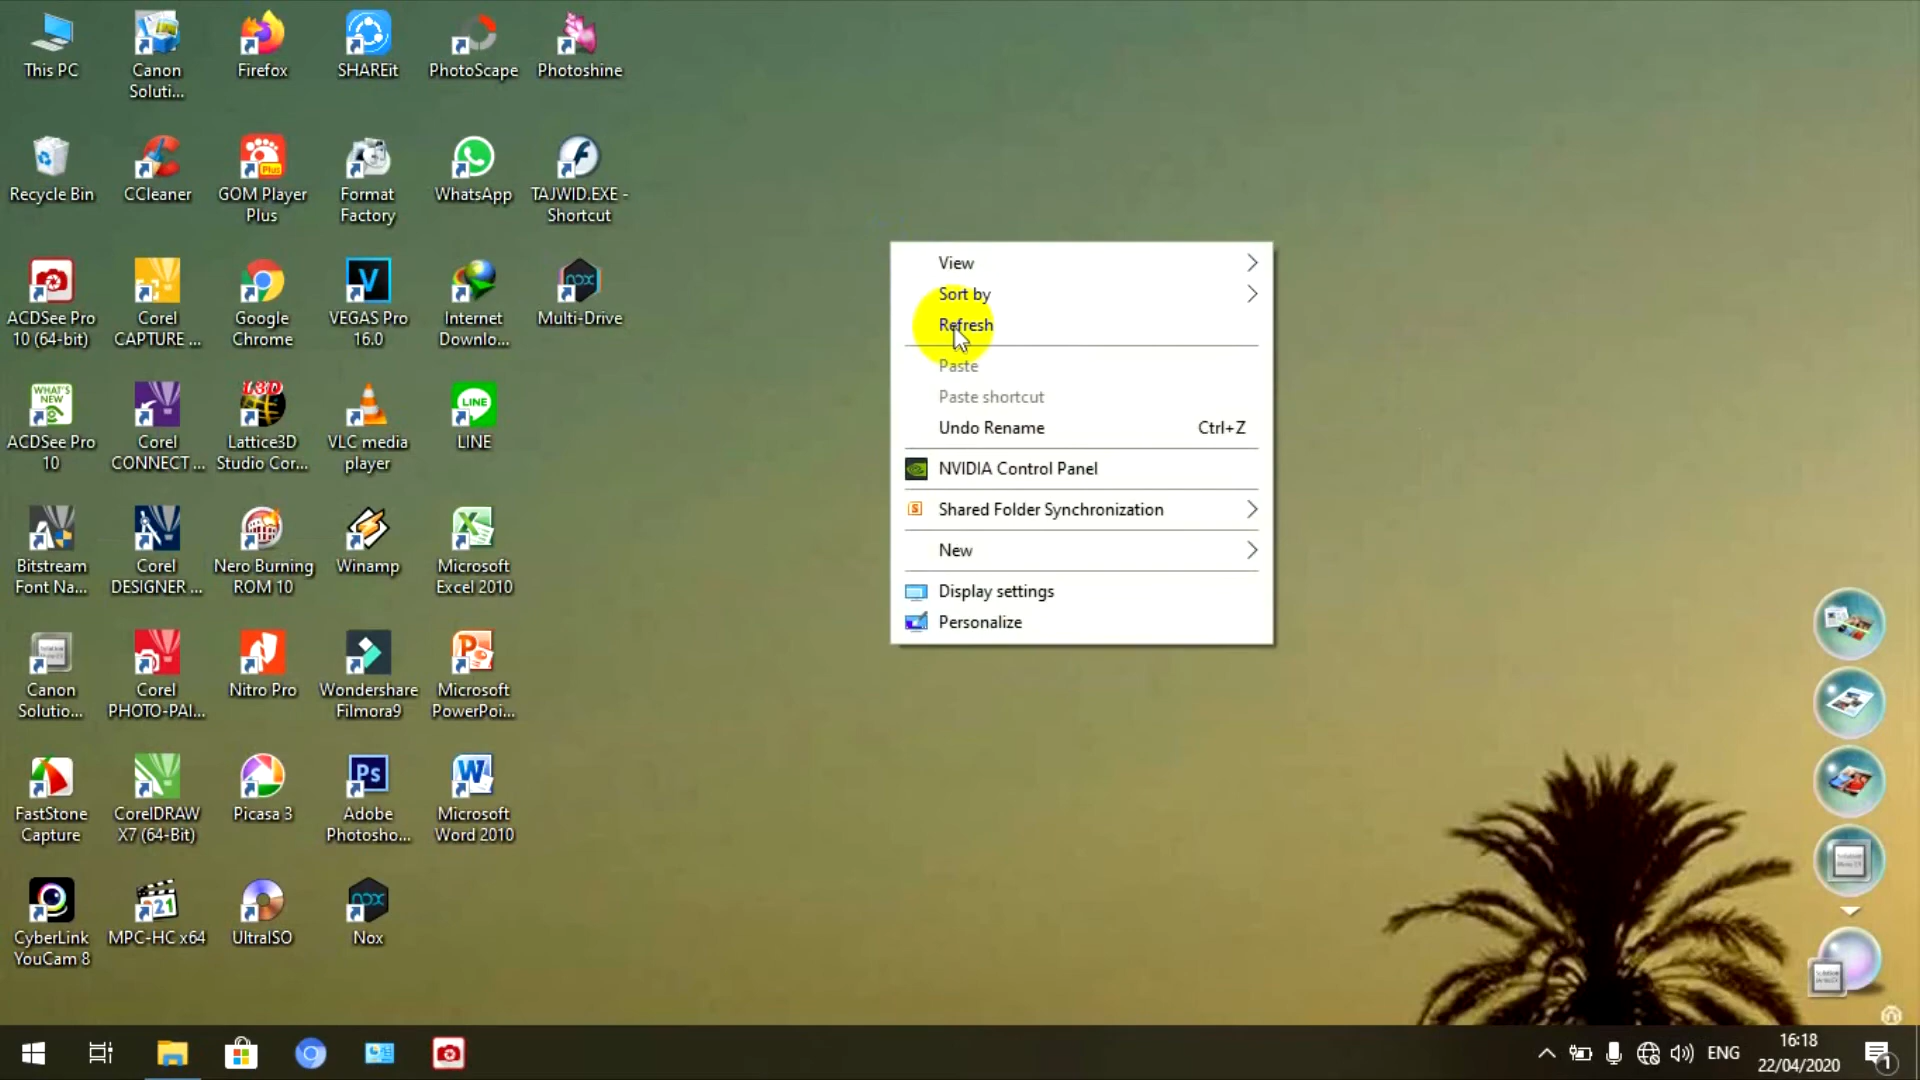 This PC
Canon
Soluti...
Firefox
SHAREit
PhotoScape
Photoshine
Recycle Bin
CCleaner
GOM Player
Plus
Format
Factory
WhatsApp
TAJWID.EXE -
Shortcut
ACDSee Pro
10 (64-bit)
Corel
CAPTURE ...
Google
Chrome
VEGAS Pro
16.0
Internet
Downlo...
Multi-Drive
ACDSee Pro
10
Corel
CONNECT ...
Lattice3D
Studio Cor...
VLC media
player
LINE
Bitstream
Font Na...
Corel
DESIGNER ...
Nero Burning
ROM 10
Winamp
Microsoft
Excel 2010
Canon
Solutio...
Corel
PHOTO-PAI...
Nitro Pro
Wondershare
Filmora9
Microsoft
PowerPoi...
FastStone
Capture
CorelDRAW
X7 (64-Bit)
Picasa 3
Adobe
Photosho...
Microsoft
Word 2010
CyberLink
YouCam 8
MPC-HC x64
UltraISO
Nox
View
Sort by
Refresh
Paste
Paste shortcut
Undo Rename Ctrl+Z
NVIDIA Control Panel
Shared Folder Synchronization
New
Display settings
Personalize
ENG
16:18
22/04/2020
1